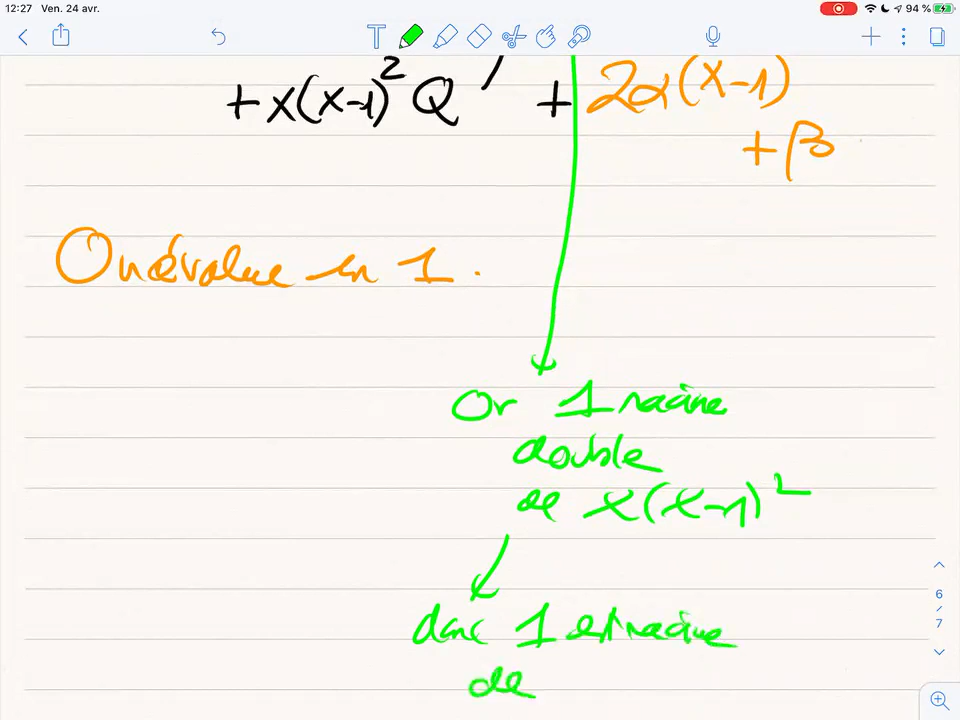 12:27 Ven. 24 avr.
94 %
+ x(x-1)² Q' + 2α(x-1)
+ β
On évalue en 1.
Or 1 racine
double
de x(x-1)²
donc 1 est racine
de
6
/
7